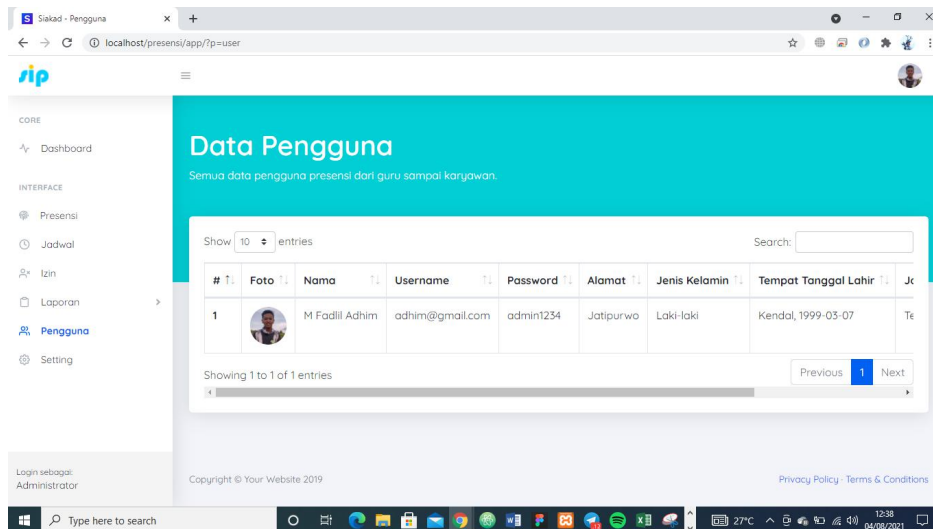 S Siakad - Pengguna × +
localhost/presensi/app/?p=user
sip
CORE
Dashboard
INTERFACE
Presensi
Jadwal
Izin
Laporan
Pengguna
Setting
Login sebagai:
Administrator
Data Pengguna
Semua data pengguna presensi dari guru sampai karyawan.
Show 10 entries
Search:
# Foto Nama Username Password Alamat Jenis Kelamin Tempat Tanggal Lahir
1 M Fadlil Adhim adhim@gmail.com admin1234 Jatipurwo Laki-laki Kendal, 1999-03-07
Showing 1 to 1 of 1 entries
Previous 1 Next
Copyright © Your Website 2019
Privacy Policy · Terms & Conditions
Type here to search
27°C
12:38
04/08/2021